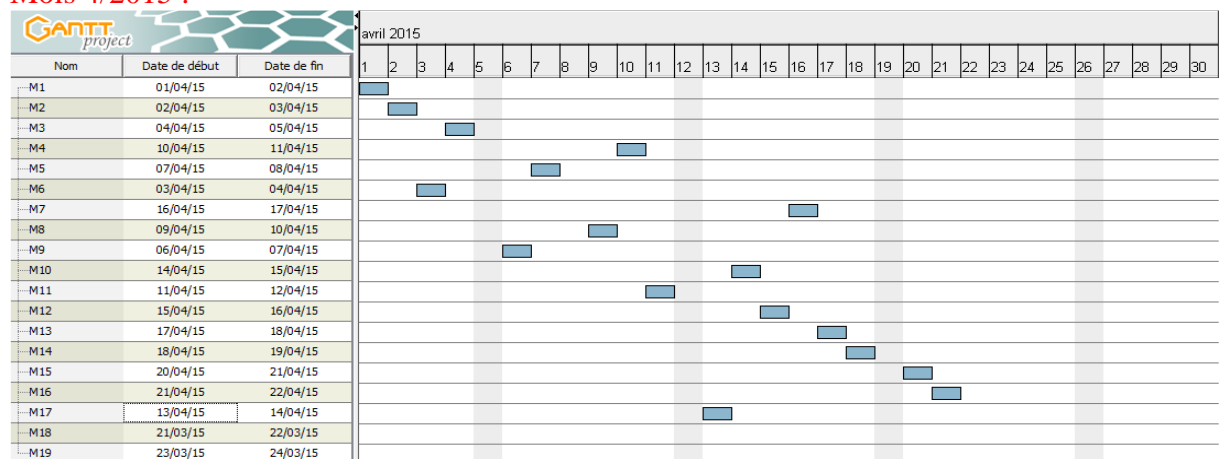 Mois 4/2015 :
GANTT project
avril 2015
Nom Date de début Date de fin 1 2 3 4 5 6 7 8 9 10 11 12 13 14 15 16 17 18 19 20 21 22 23 24 25 26 27 28 29 30
M1 01/04/15 02/04/15
M2 02/04/15 03/04/15
M3 04/04/15 05/04/15
M4 10/04/15 11/04/15
M5 07/04/15 08/04/15
M6 03/04/15 04/04/15
M7 16/04/15 17/04/15
M8 09/04/15 10/04/15
M9 06/04/15 07/04/15
M10 14/04/15 15/04/15
M11 11/04/15 12/04/15
M12 15/04/15 16/04/15
M13 17/04/15 18/04/15
M14 18/04/15 19/04/15
M15 20/04/15 21/04/15
M16 21/04/15 22/04/15
M17 13/04/15 14/04/15
M18 21/03/15 22/03/15
M19 23/03/15 24/03/15